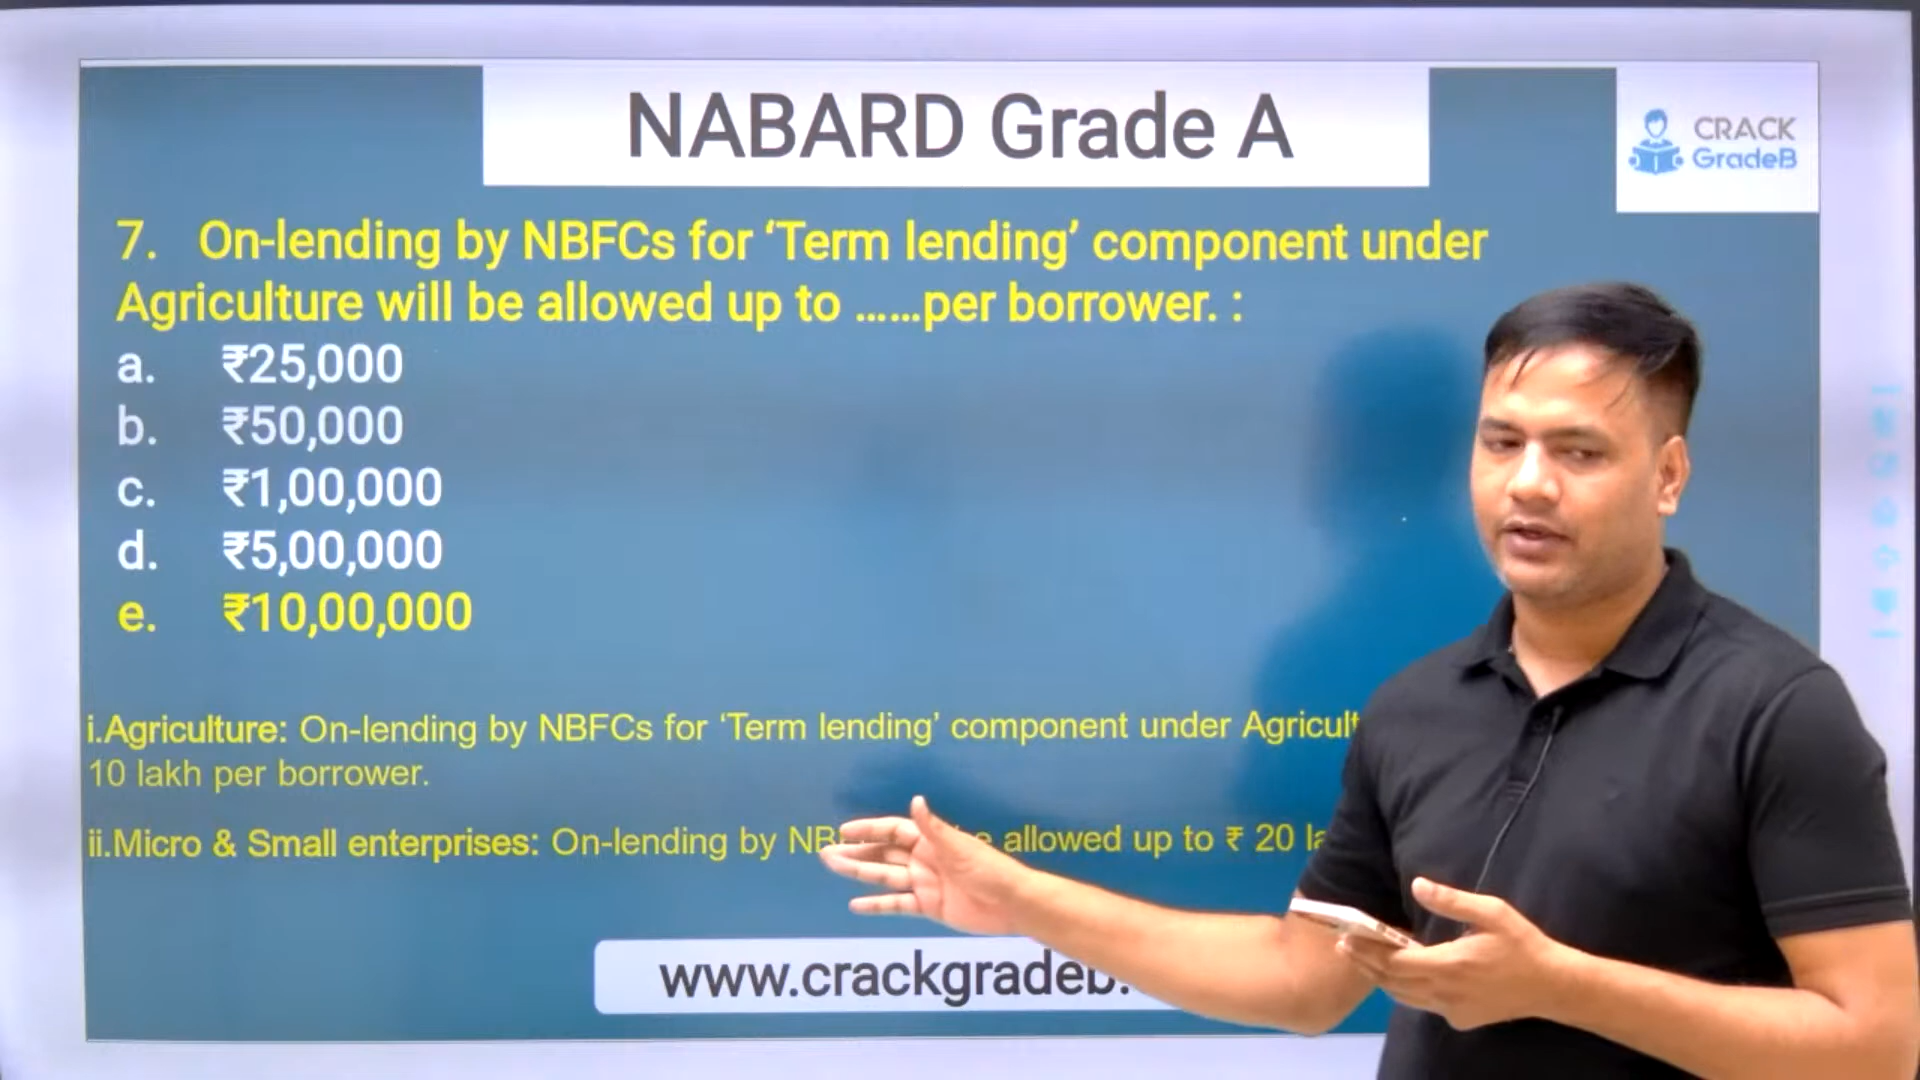 NABARD Grade A
CRACK
GradeB
7. On-lending by NBFCs for ‘Term lending’ component under
Agriculture will be allowed up to ......per borrower. :
a. ₹25,000
b. ₹50,000
c. ₹1,00,000
d. ₹5,00,000
e. ₹10,00,000
i.Agriculture: On-lending by NBFCs for ‘Term lending’ component under
10 lakh per borrower.
ii.Micro & Small enterprises: On-lending by allowed up to ₹ 20
www.crackgradeb.